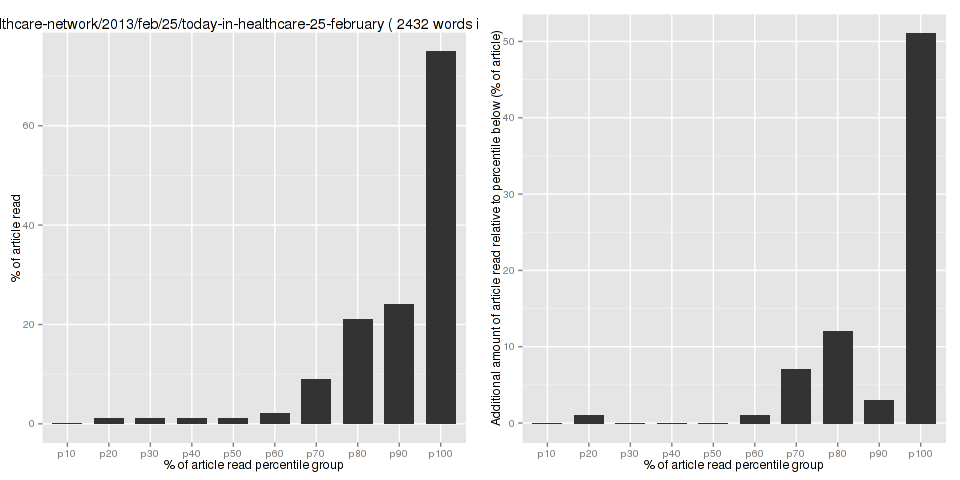 lthcare-network/2013/feb/25/today-in-healthcare-25-february ( 2432 words i
% of article read
60
40
20
0
p10 p20 p30 p40 p50 p60 p70 p80 p90 p100
% of article read percentile group
Additional amount of article read relative to percentile below (% of article)
50
40
30
20
10
0
p10 p20 p30 p40 p50 p60 p70 p80 p90 p100
% of article read percentile group